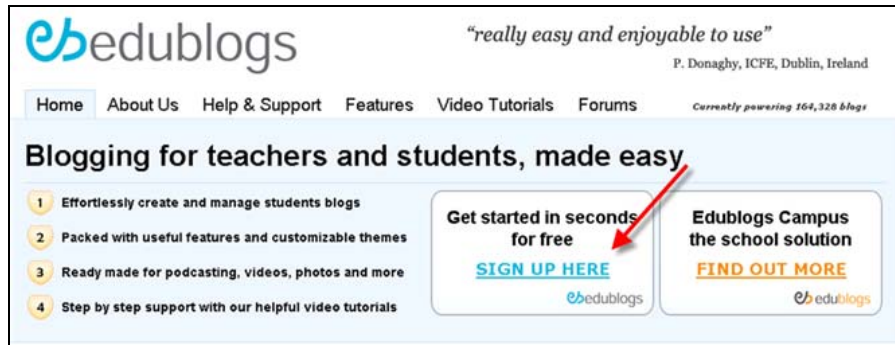 edublogs
"really easy and enjoyable to use"
P. Donaghy, ICFE, Dublin, Ireland
Home About Us Help & Support Features Video Tutorials Forums
Currently powering 164,328 blogs
Blogging for teachers and students, made easy
1 Effortlessly create and manage students blogs
2 Packed with useful features and customizable themes
3 Ready made for podcasting, videos, photos and more
4 Step by step support with our helpful video tutorials
Get started in seconds
for free
SIGN UP HERE
edublogs
Edublogs Campus
the school solution
FIND OUT MORE
edublogs